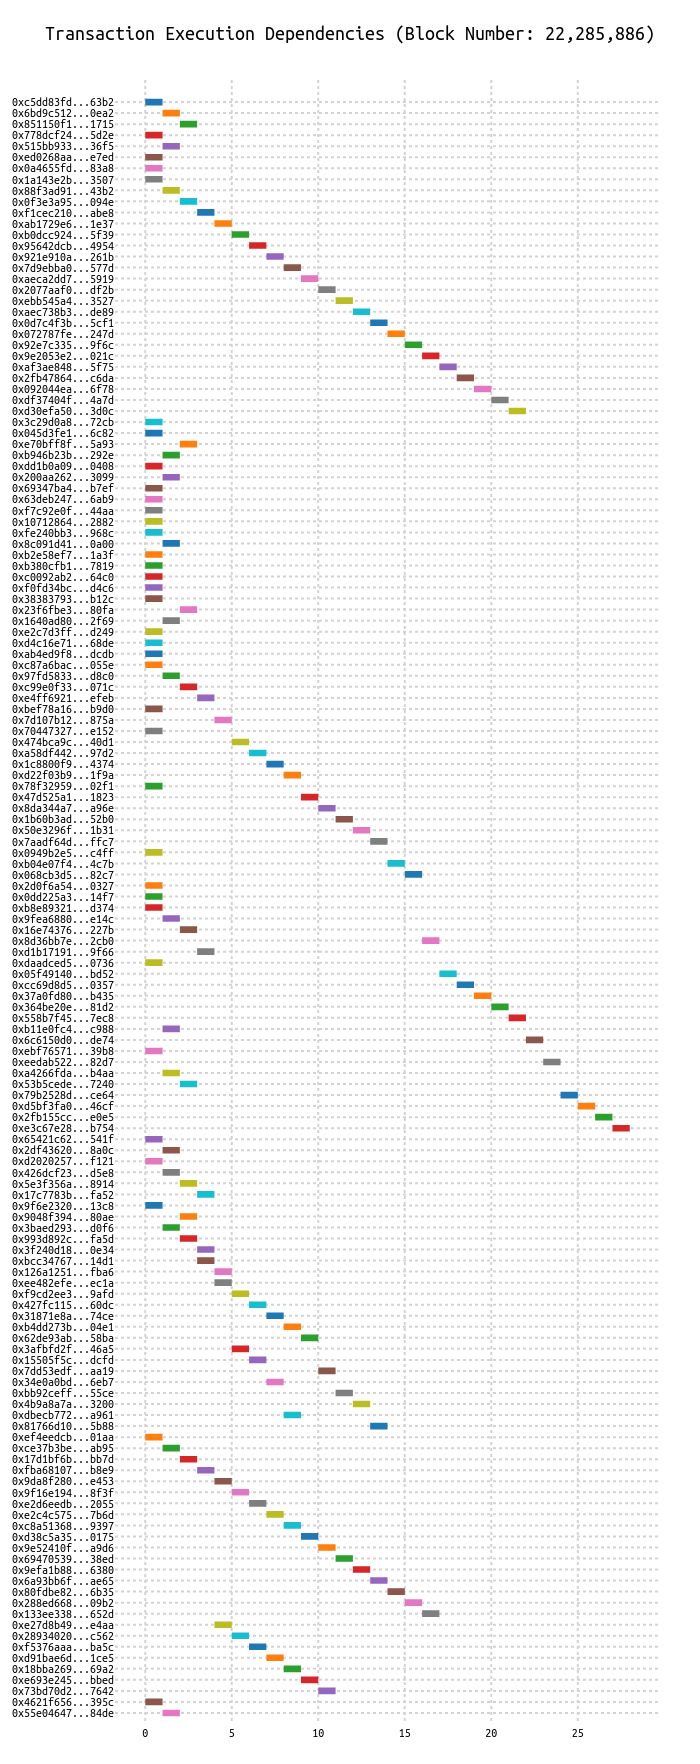 Transaction Execution Dependencies (Block Number: 22,285,886)
0xc5dd83fd...63b2
0x6bd9c512...0ea2
0x851150f1...1715
0x778dcf24...5d2e
0x515bb933...36f5
0xed0268aa...e7ed
0x0a4655fd...83a8
0x1a143e2b...3507
0x88f3ad91...43b2
0x0f3e3a95...094e
0xf1cec210...abe8
0xab1729e6...1e37
0xb0dcc924...5f39
0x95642dcb...4954
0x921e910a...261b
0x7d9ebba0...577d
0xaeca2dd7...5919
0x2077aaf0...df2b
0xebb545a4...3527
0xaec738b3...de89
0x0d7c4f3b...5cf1
0x072787fe...247d
0x92e7c335...9f6c
0x9e2053e2...021c
0xaf3ae848...5f75
0x2fb47864...c6da
0x092044ea...6f78
0xdf37404f...4a7d
0xd30efa50...3d0c
0x3c29d0a8...72cb
0x045d3fe1...6c82
0xe70bff8f...5a93
0xb946b23b...292e
0xdd1b0a09...0408
0x200aa262...3099
0x69347ba4...b7ef
0x63deb247...6ab9
0xf7c92e0f...44aa
0x10712864...2882
0xfe240bb3...968c
0x8c091d41...0a00
0xb2e58ef7...1a3f
0xb380cfb1...7819
0xc0092ab2...64c0
0xf0fd34bc...d4c6
0x38383793...b12c
0x23f6fbe3...80fa
0x1640ad80...2f69
0xe2c7d3ff...d249
0xd4c16e71...68de
0xab4ed9f8...dcdb
0xc87a6bac...055e
0x97fd5833...d8c0
0xc99e0f33...071c
0xe4ff6921...efeb
0xbef78a16...b9d0
0x7d107b12...875a
0x70447327...e152
0x474bca9c...40d1
0xa58df442...97d2
0x1c8800f9...4374
0xd22f03b9...1f9a
0x78f32959...02f1
0x47d525a1...1823
0x8da344a7...a96e
0x1b60b3ad...52b0
0x50e3296f...1b31
0x7aadf64d...ffc7
0x0949b2e5...c4ff
0xb04e07f4...4c7b
0x068cb3d5...82c7
0x2d0f6a54...0327
0x0dd225a3...14f7
0xb8e89321...d374
0x9fea6880...e14c
0x16e74376...227b
0x8d36bb7e...2cb0
0xd1b17191...9f66
0xdaadced5...0736
0x05f49140...bd52
0xcc69d8d5...0357
0x37a0fd80...b435
0x364be20e...81d2
0x558b7f45...7ec8
0xb11e0fc4...c988
0x6c6150d0...de74
0xebf76571...39b8
0xeedab522...82d7
0xa4266fda...b4aa
0x53b5cede...7240
0x79b2528d...ce64
0xd5bf3fa0...46cf
0x2fb155cc...e0e5
0xe3c67e28...b754
0x65421c62...541f
0x2df43620...8a0c
0xd2020257...f121
0x426dcf23...d5e8
0x5e3f356a...8914
0x17c7783b...fa52
0x9f6e2320...13c8
0x9048f394...80ae
0x3baed293...d0f6
0x993d892c...fa5d
0x3f240d18...0e34
0xbcc34767...14d1
0x126a1251...fba6
0xee482efe...ec1a
0xf9cd2ee3...9afd
0x427fc115...60dc
0x31871e8a...74ce
0xb4dd273b...04e1
0x62de93ab...58ba
0x3afbfd2f...46a5
0x15505f5c...dcfd
0x7dd53edf...aa19
0x34e0a0bd...6eb7
0xbb92ceff...55ce
0x4b9a8a7a...3200
0xdbecb772...a961
0x81766d10...5b88
0xef4eedcb...01aa
0xce37b3be...ab95
0x17d1bf6b...bb7d
0xfba68107...b8e9
0x9da8f280...e453
0x9f16e194...8f3f
0xe2d6eedb...2055
0xe2c4c575...7b6d
0xc8a51368...9397
0xd38c5a35...0175
0x9e52410f...a9d6
0x69470539...38ed
0x9efa1b88...6380
0x6a93bb6f...ae65
0x80fdbe82...6b35
0x288ed668...09b2
0x133ee338...652d
0xe27d8b49...e4aa
0x28934020...c562
0xf5376aaa...ba5c
0xd91bae6d...1ce5
0x18bba269...69a2
0xe693e245...bbed
0x73bd70d2...7642
0x4621f656...395c
0x55e04647...84de
0 5 10 15 20 25